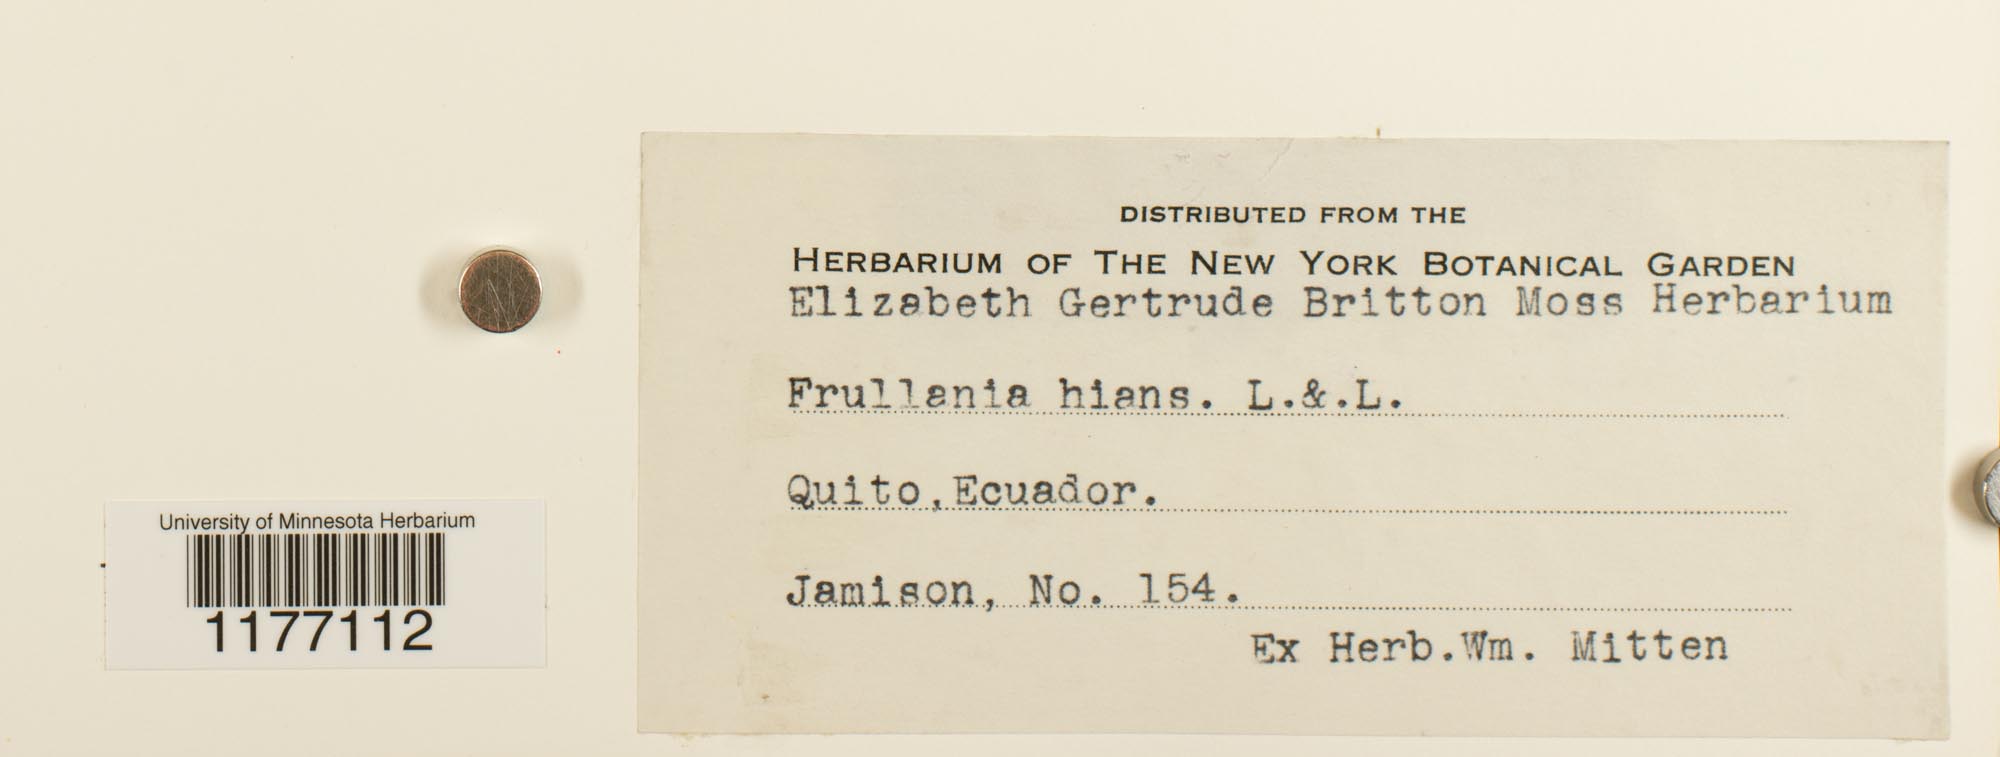 DISTRIBUTED FROM THE
HERBARIUM OF THE NEW YORK BOTANICAL GARDEN
Elizabeth Gertrude Britton Moss Herbarium
Frullania hians. L.&.L.
Quito,Ecuador.
Jamison, No. 154.
Ex Herb.Wm. Mitten
University of Minnesota Herbarium
1177112